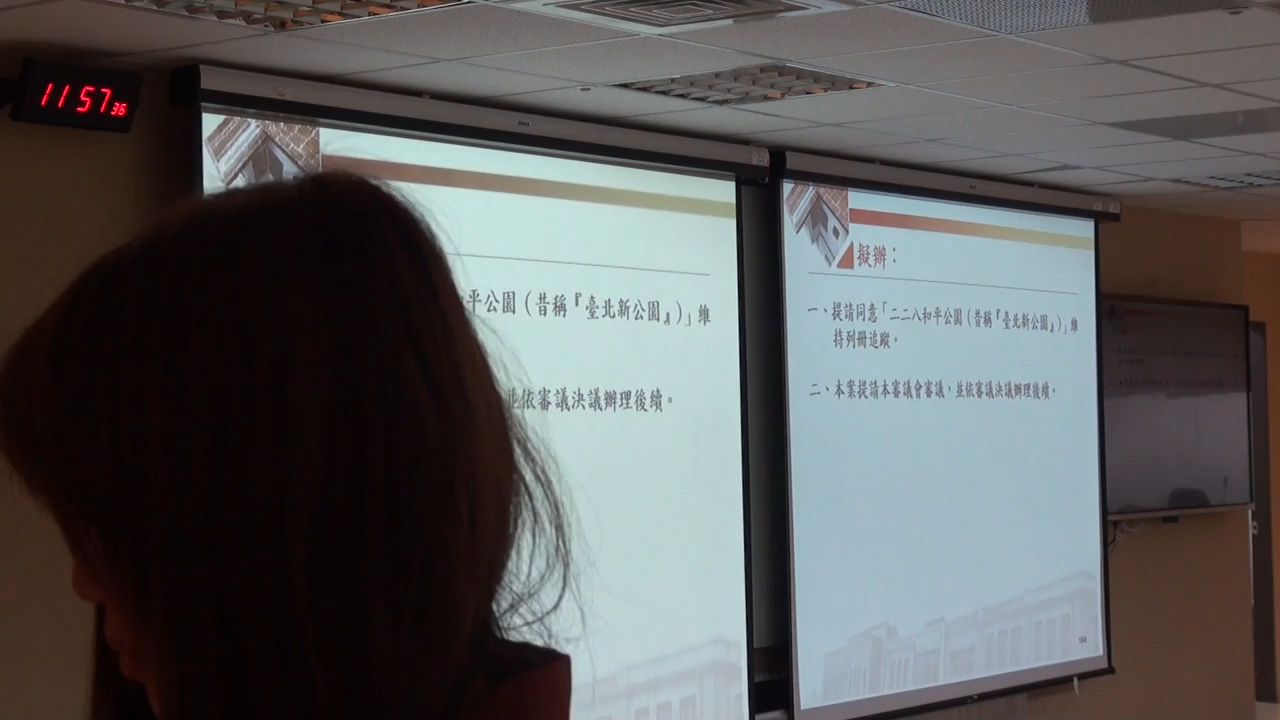 11 57 36
平公園（昔稱『臺北新公園』）」維
並依審議決議辦理後續。
擬辦：
一、提請同意「二二八和平公園（昔稱『臺北新公園』）」維
持列冊追蹤。
二、本案提請本審議會審議，並依審議決議辦理後續。
104